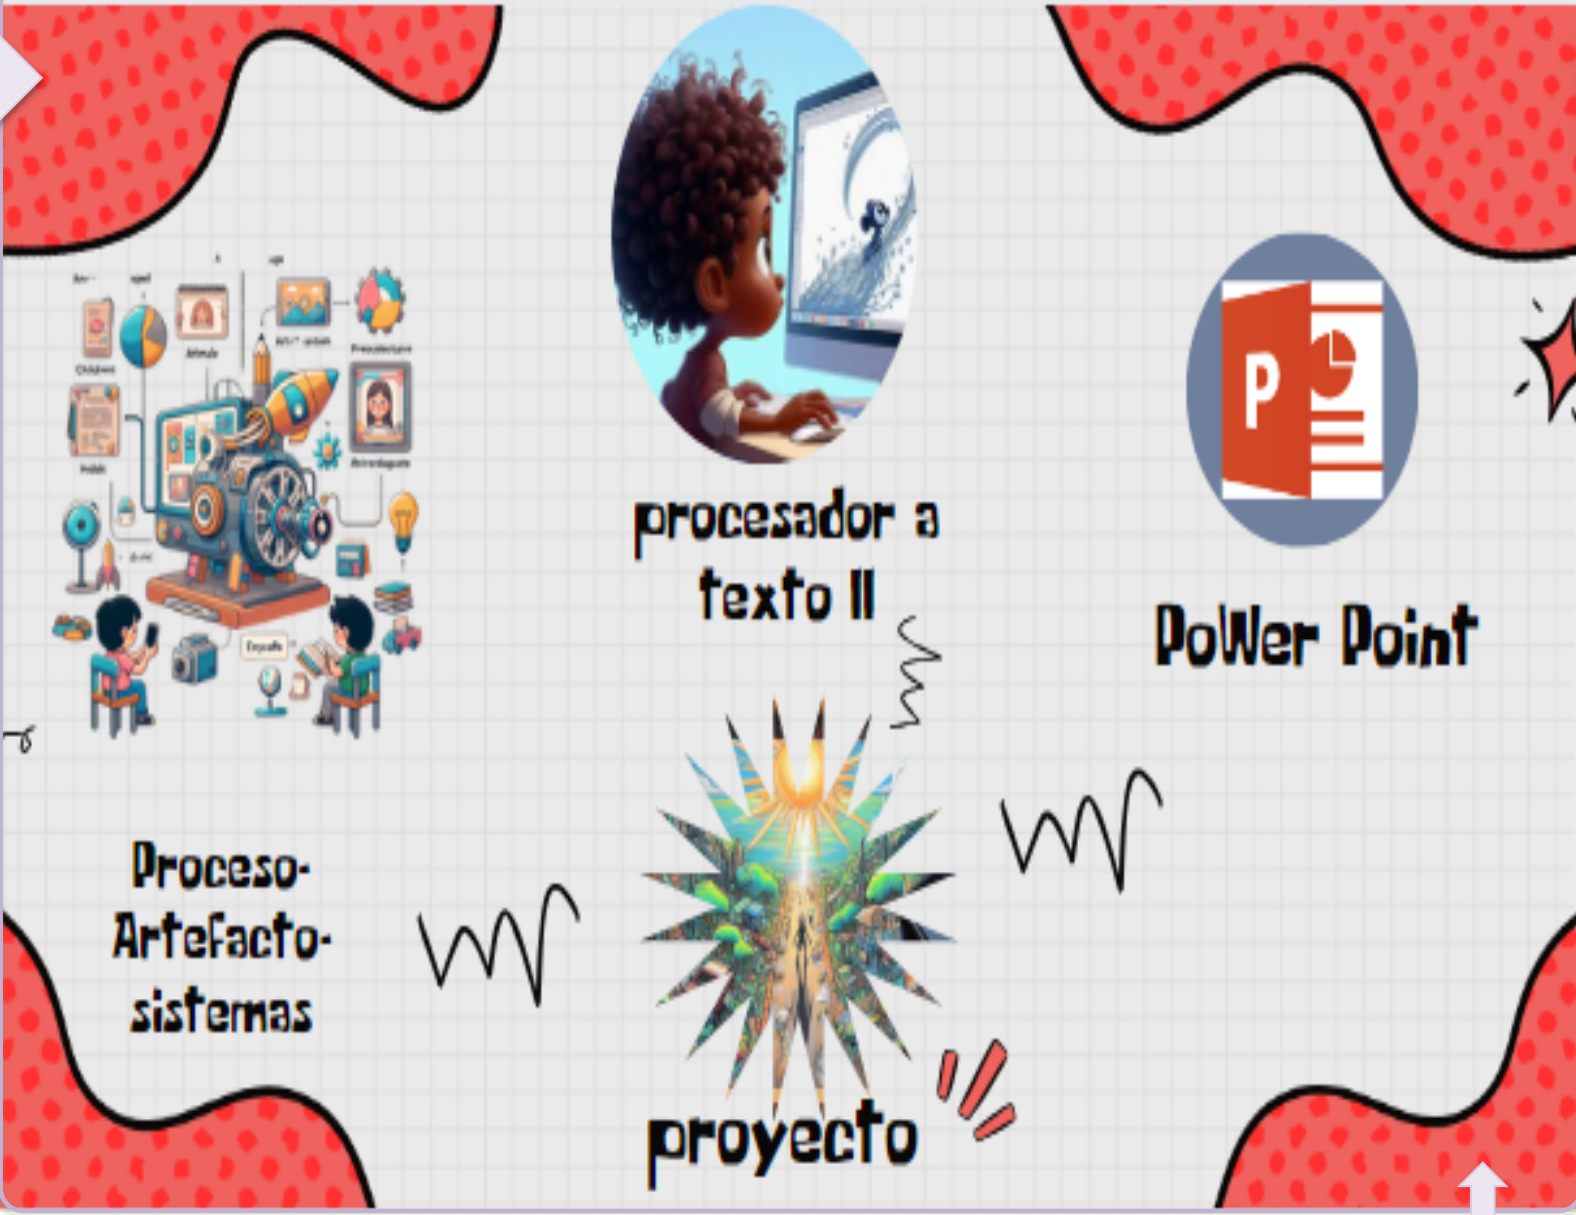 procesador a
texto II
P
Power Point
Proceso-
Artefacto-
sistemas
proyecto